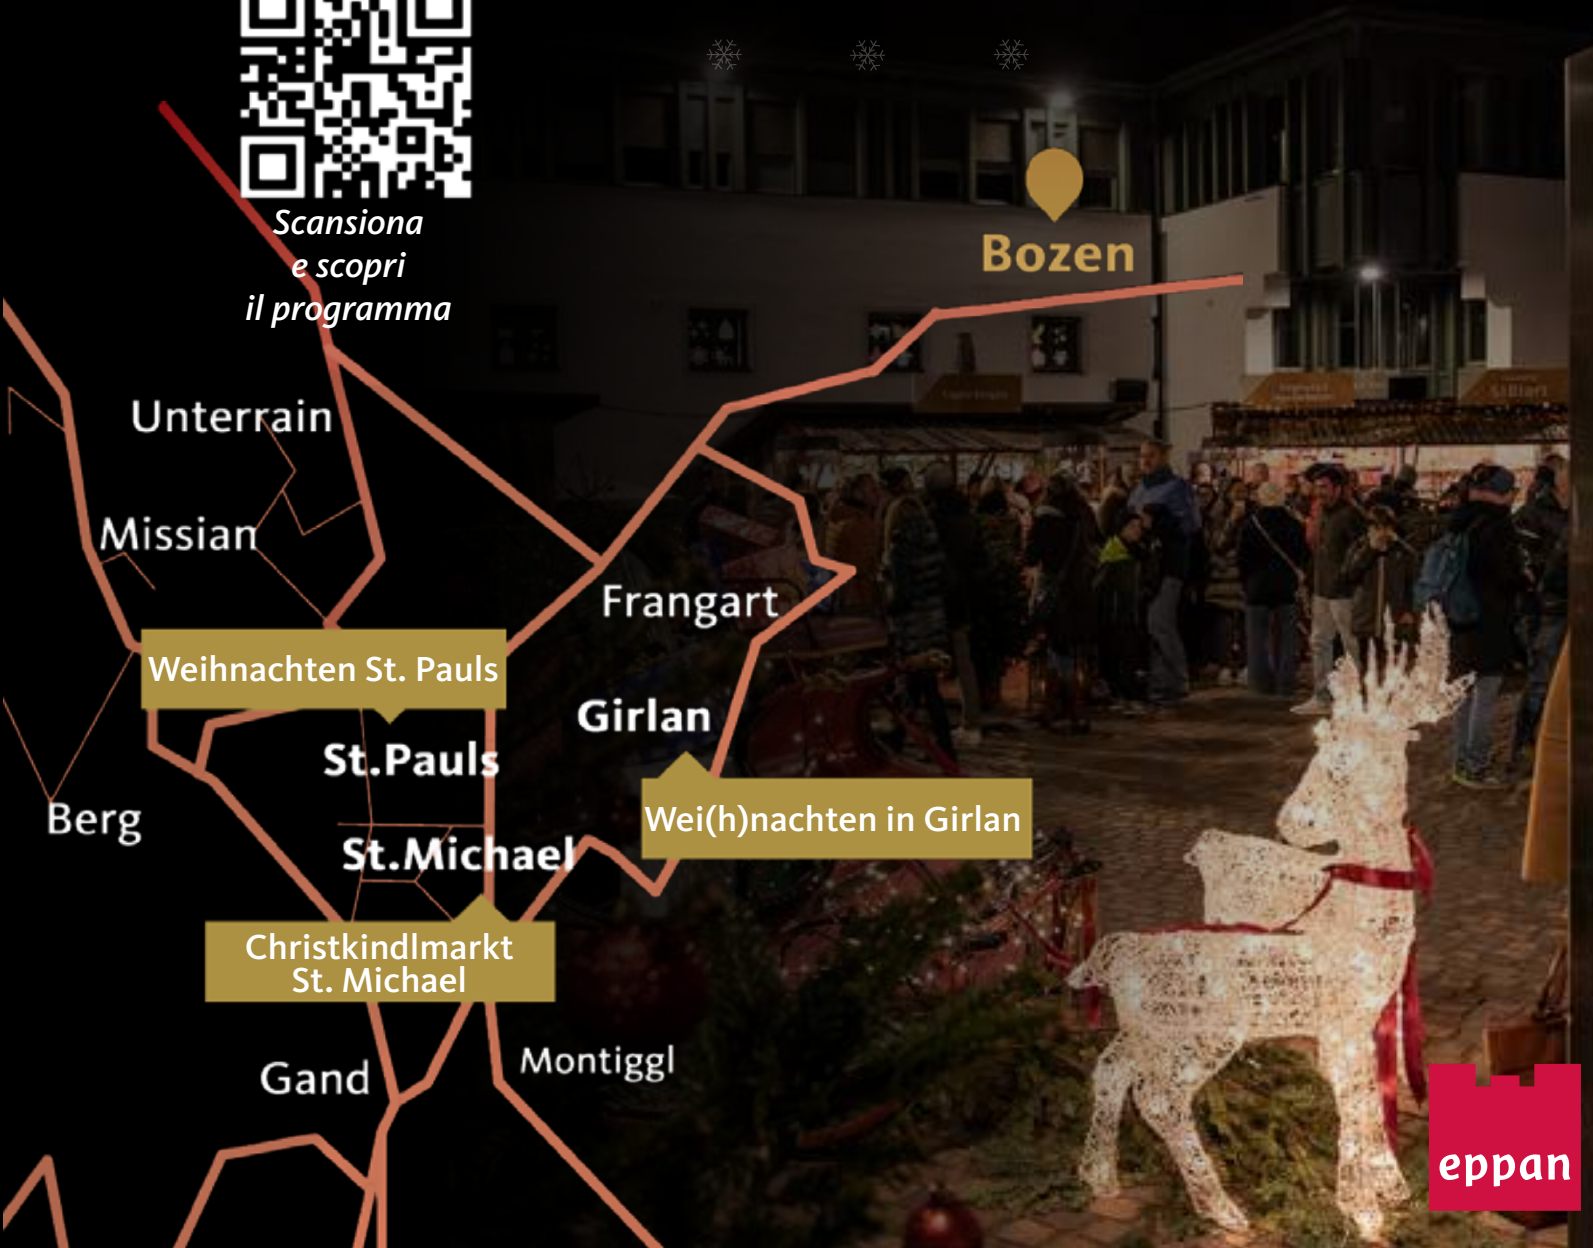 Scansiona
e scopri
il programma
Bozen
Unterrain
Missian
Frangart
Weihnachten St. Pauls
Girlan
St.Pauls
Wei(h)nachten in Girlan
Berg
St.Michael
Christkindlmarkt
St. Michael
Gand
Montiggl
eppan